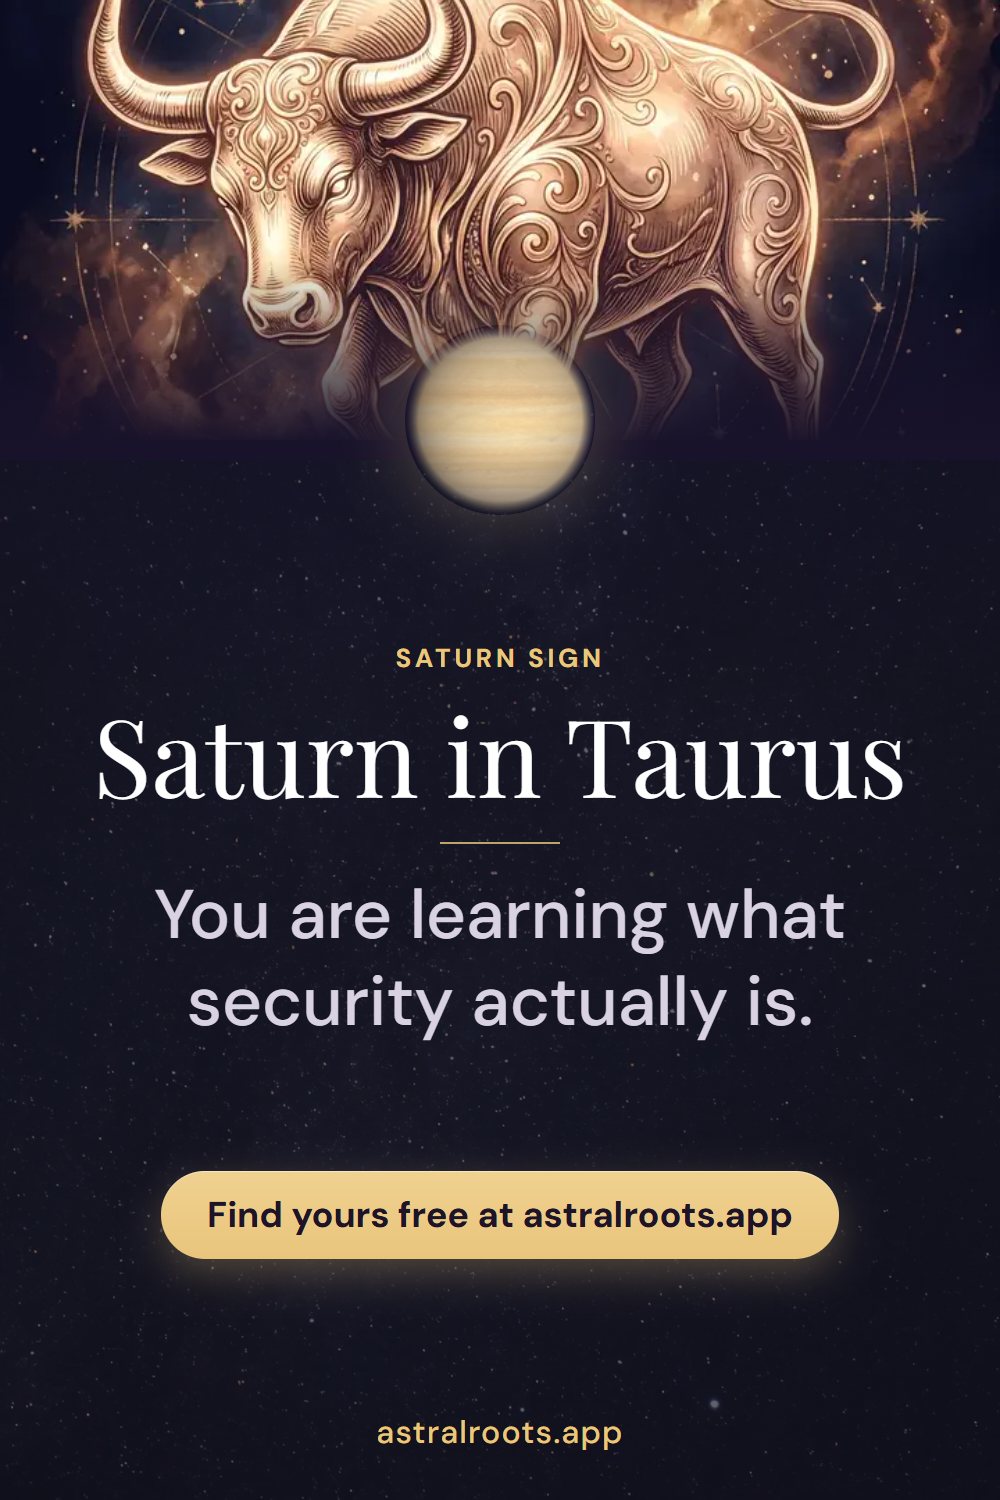 SATURN SIGN
Saturn in Taurus
You are learning what
security actually is.
Find yours free at astralroots.app
astralroots.app